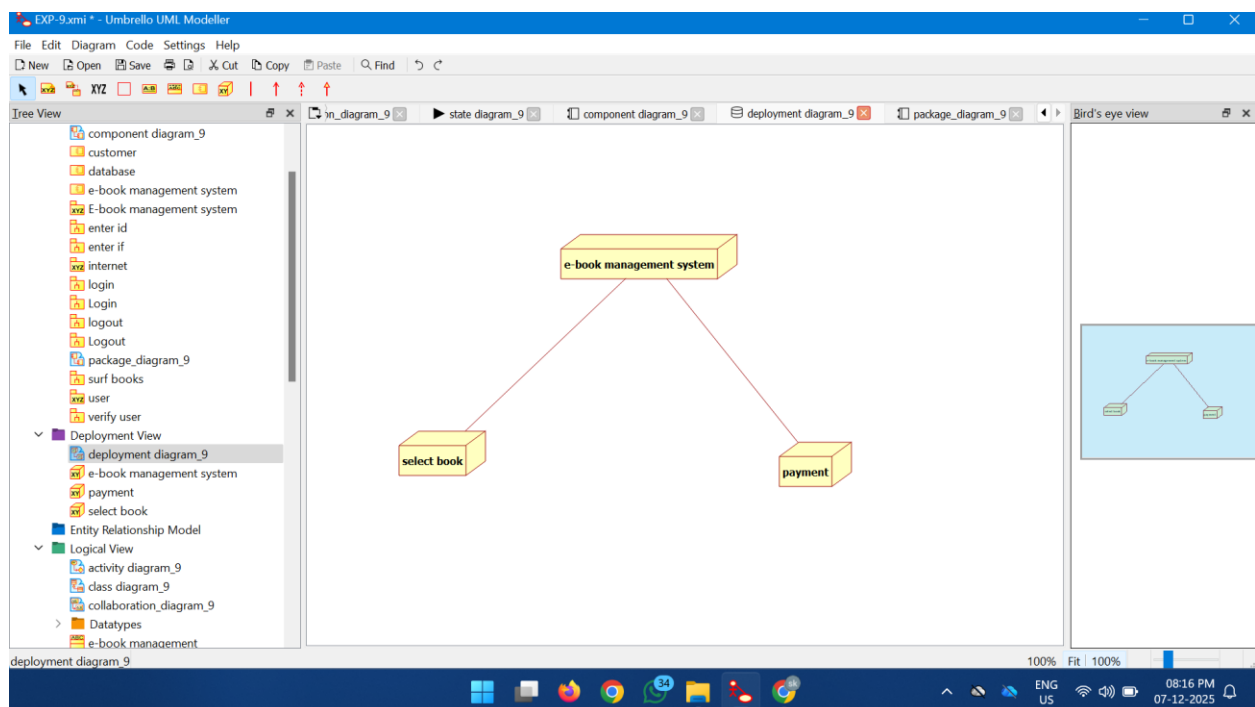 EXP-9.xmi * - Umbrello UML Modeller
File Edit Diagram Code Settings Help
New Open Save Cut Copy Paste Find
XYZ A:B ABC XY
Tree View
n_diagram_9 state diagram_9 component diagram_9 deployment diagram_9 package_diagram_9
Bird's eye view
component diagram_9
customer
database
e-book management system
E-book management system
enter id
enter if
internet
login
Login
logout
Logout
package_diagram_9
surf books
user
verify user
Deployment View
deployment diagram_9
e-book management system
payment
select book
Entity Relationship Model
Logical View
activity diagram_9
class diagram_9
collaboration_diagram_9
Datatypes
e-book management
e-book management system
select book
payment
deployment diagram_9
100% Fit 100%
34
sk
ENG
US
08:16 PM
07-12-2025